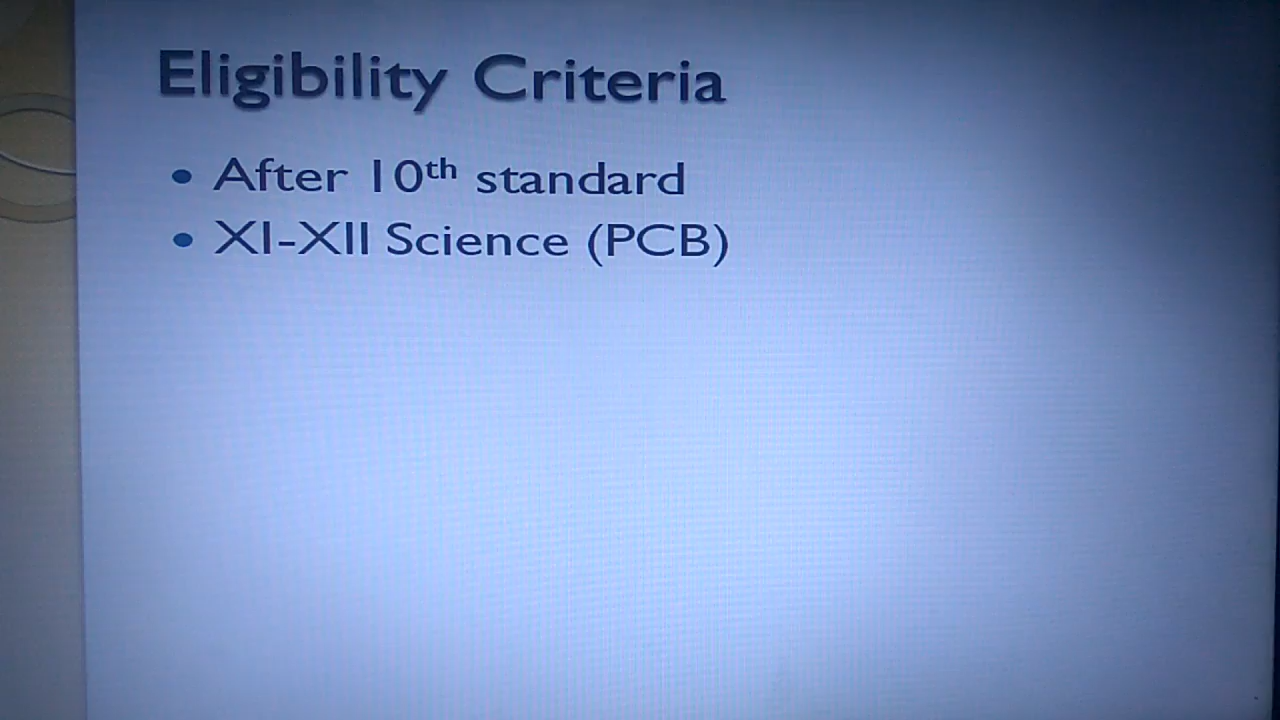 Eligibility Criteria
• After 10th standard
• XI-XII Science (PCB)